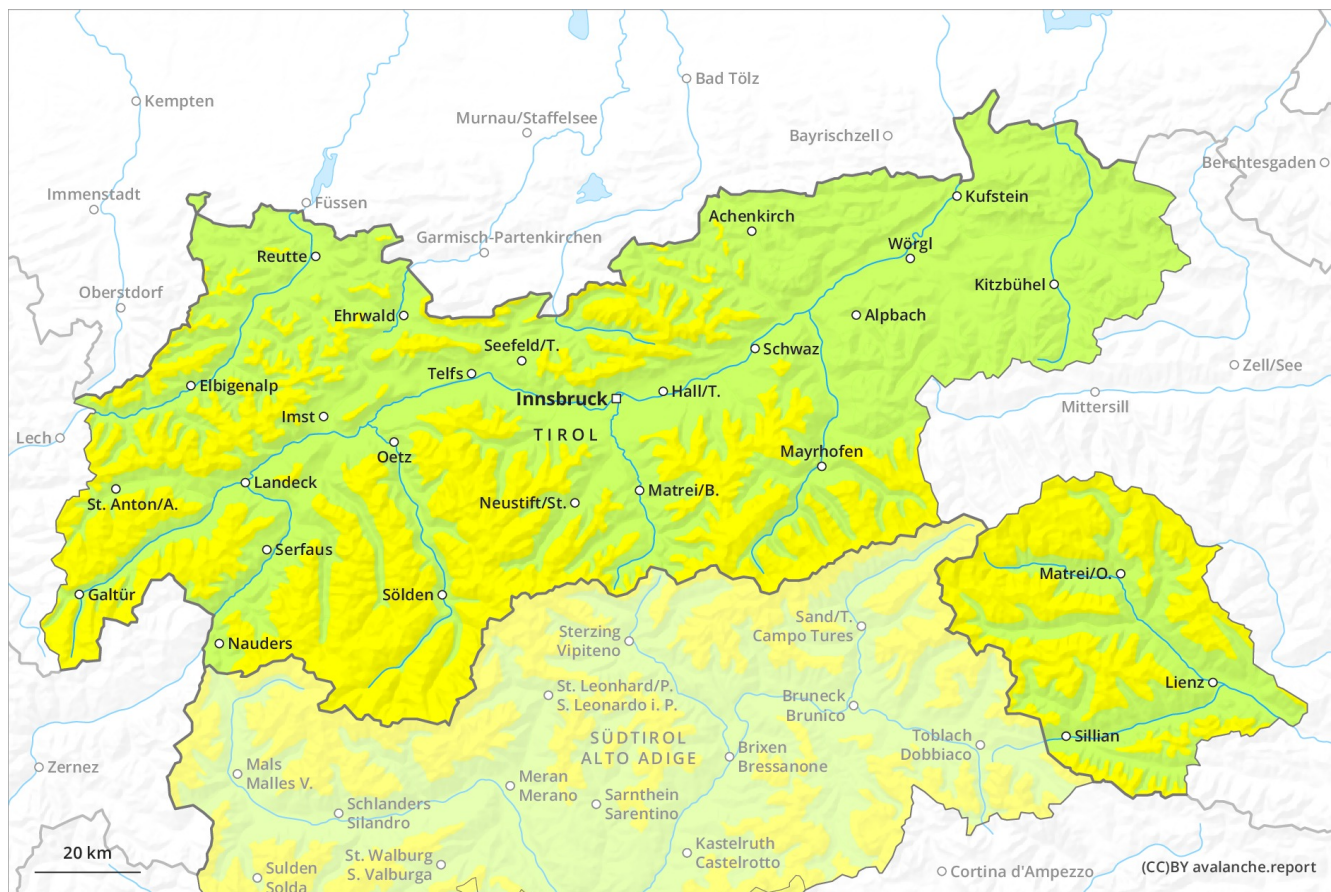 Kempten
Bad Tölz
Murnau/Staffelsee
Bayrischzell
Berchtesgaden
Immenstadt
Füssen
Kufstein
Achenkirch
Garmisch-Partenkirchen
Wörgl
Reutte
Kitzbühel
Oberstdorf
Ehrwald
Alpbach
Seefeld/T.
Schwaz
Zell/See
Telfs
Elbigenalp
Hall/T.
Innsbruck
Mittersill
Imst
TIROL
Lech
Mayrhofen
Oetz
Landeck
Matrei/B.
St. Anton/A.
Neustift/St.
Serfaus
Matrei/O.
Galtür
Sölden
Sand/T.
Campo Tures
Sterzing
Vipiteno
Nauders
Lienz
St. Leonhard/P.
S. Leonardo i. P.
Bruneck
Brunico
SÜDTIROL
ALTO ADIGE
Sillian
Toblach
Dobbiaco
Brixen
Bressanone
Zernez
Mals
Malles V.
Meran
Merano
Sarnthein
Sarentino
Schlanders
Silandro
20 km
St. Walburg
S. Valburga
Kastelruth
Castelrotto
Sulden
Solda
Cortina d'Ampezzo
(CC)BY avalanche.report